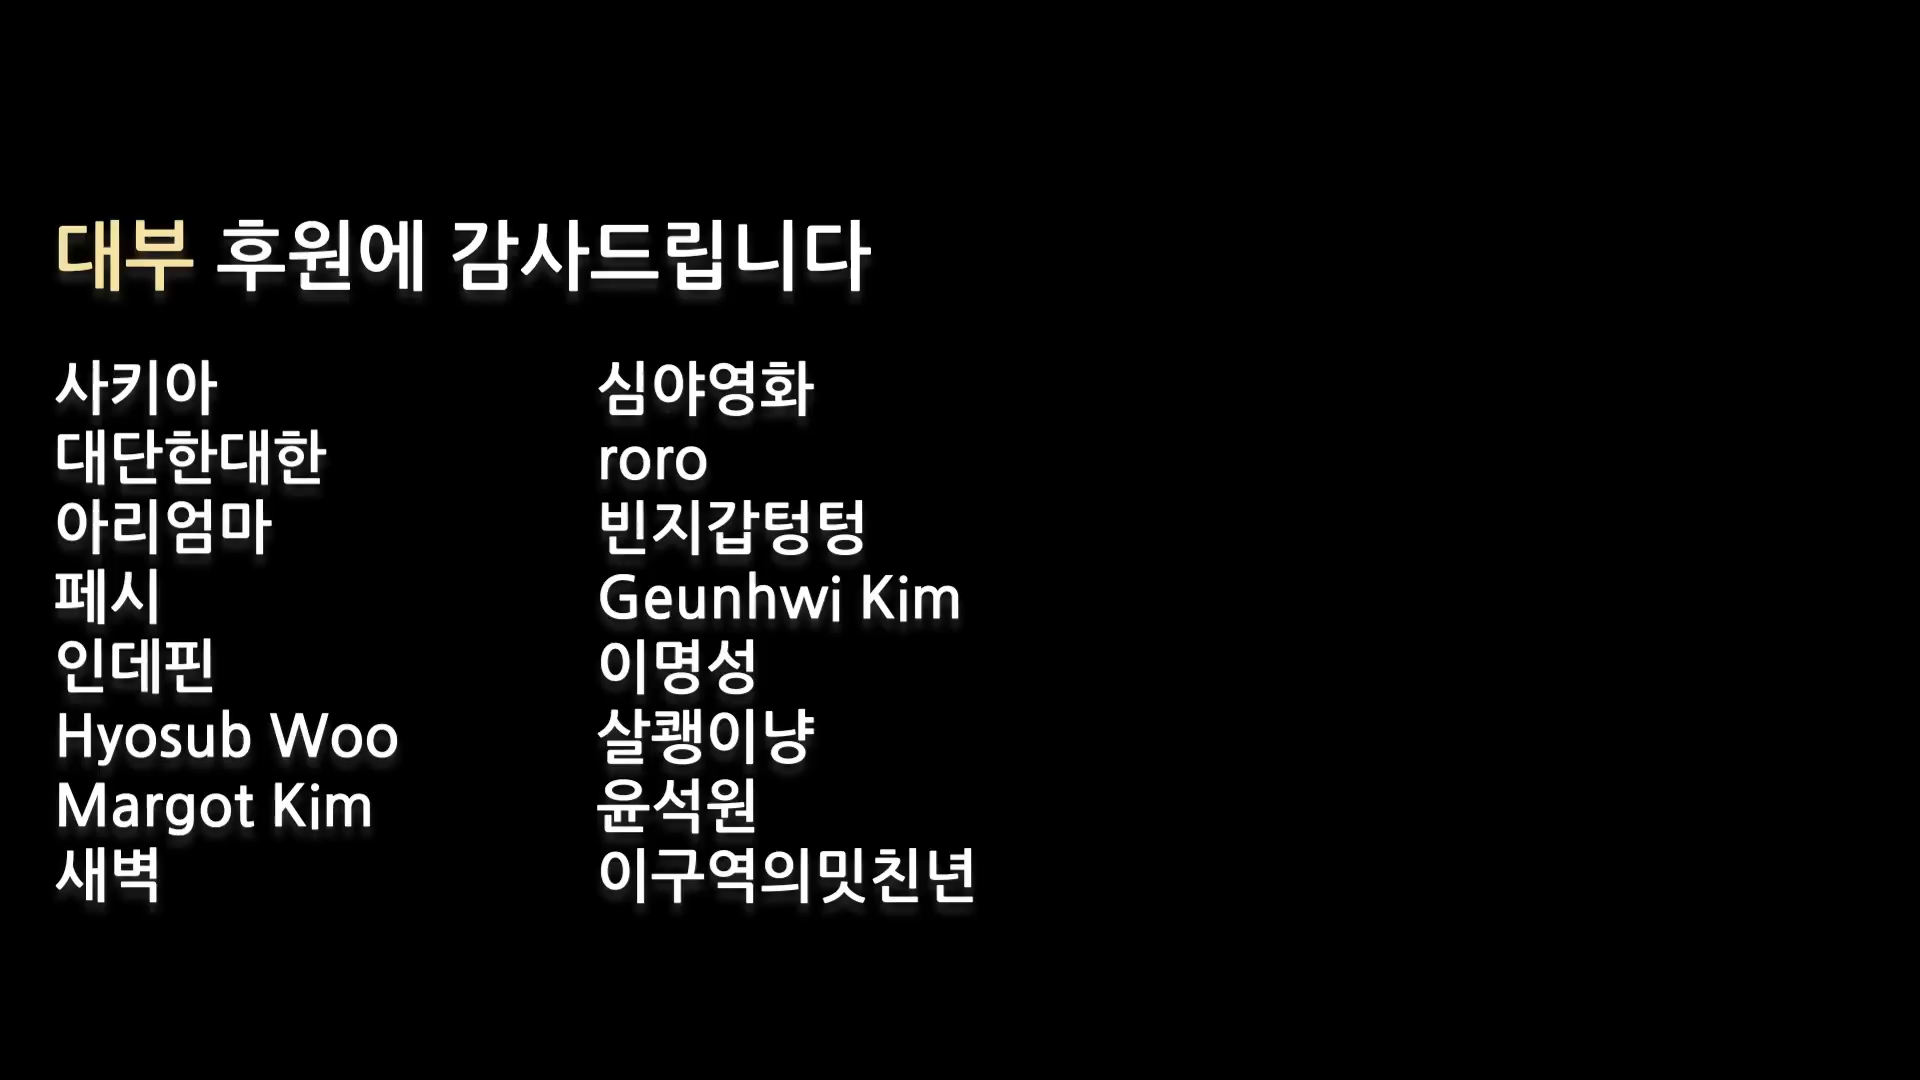 대부 후원에 감사드립니다
사키아
대단한대한
아리엄마
페시
인데핀
Hyosub Woo
Margot Kim
새벽
심야영화
roro
빈지갑텅텅
Geunhwi Kim
이명성
살쾡이냥
윤석원
이구역의밋친년